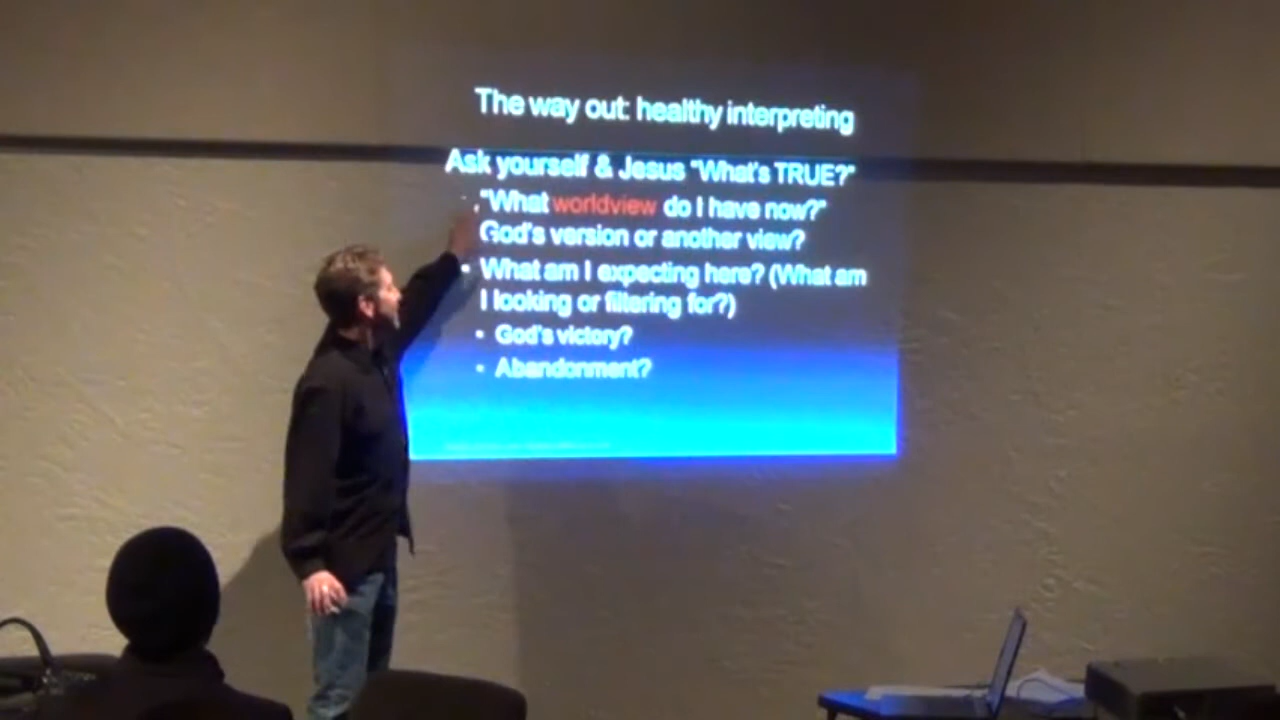 The way out: healthy interpreting
Ask yourself & Jesus "What's TRUE?"
• "What worldview do I have now?"
God's version or another view?
• What am I expecting here? (What am
I looking or filtering for?)
• God's victory?
• Abandonment?